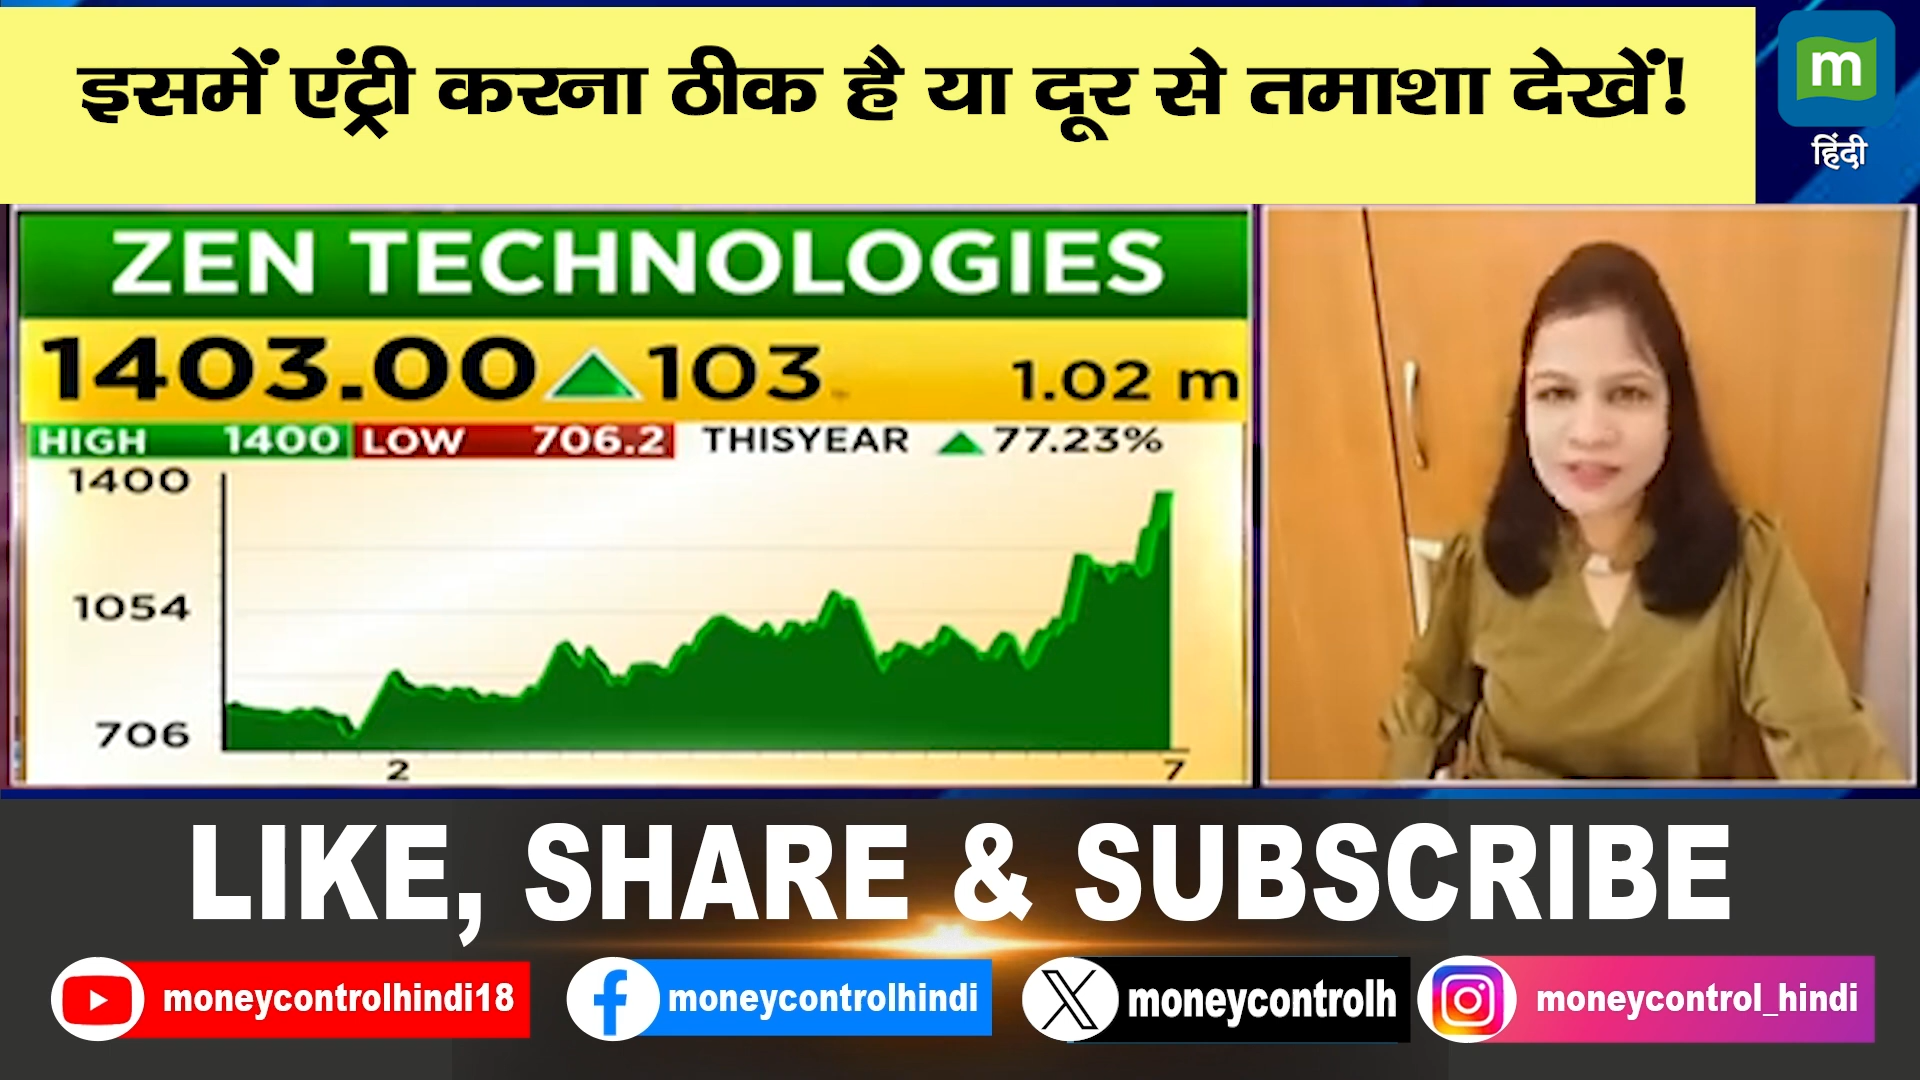 इसमें एंट्री करना ठीक है या दूर से तमाशा देखें!
m
हिंदी
ZEN TECHNOLOGIES
1403.00 ▲ 103 1.02 m
HIGH 1400 LOW 706.2 THISYEAR ▲ 77.23%
1400
1054
706
2 7
LIKE, SHARE & SUBSCRIBE
moneycontrolhindi18 moneycontrolhindi moneycontrolh moneycontrol_hindi